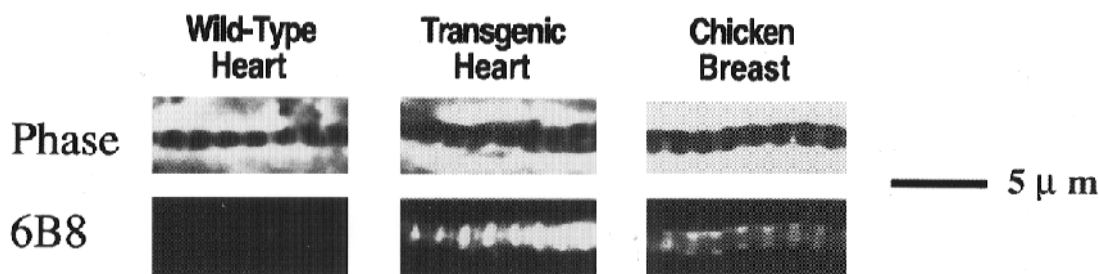 Wild-Type
Heart
Transgenic
Heart
Chicken
Breast
Phase
5 μ m
6B8